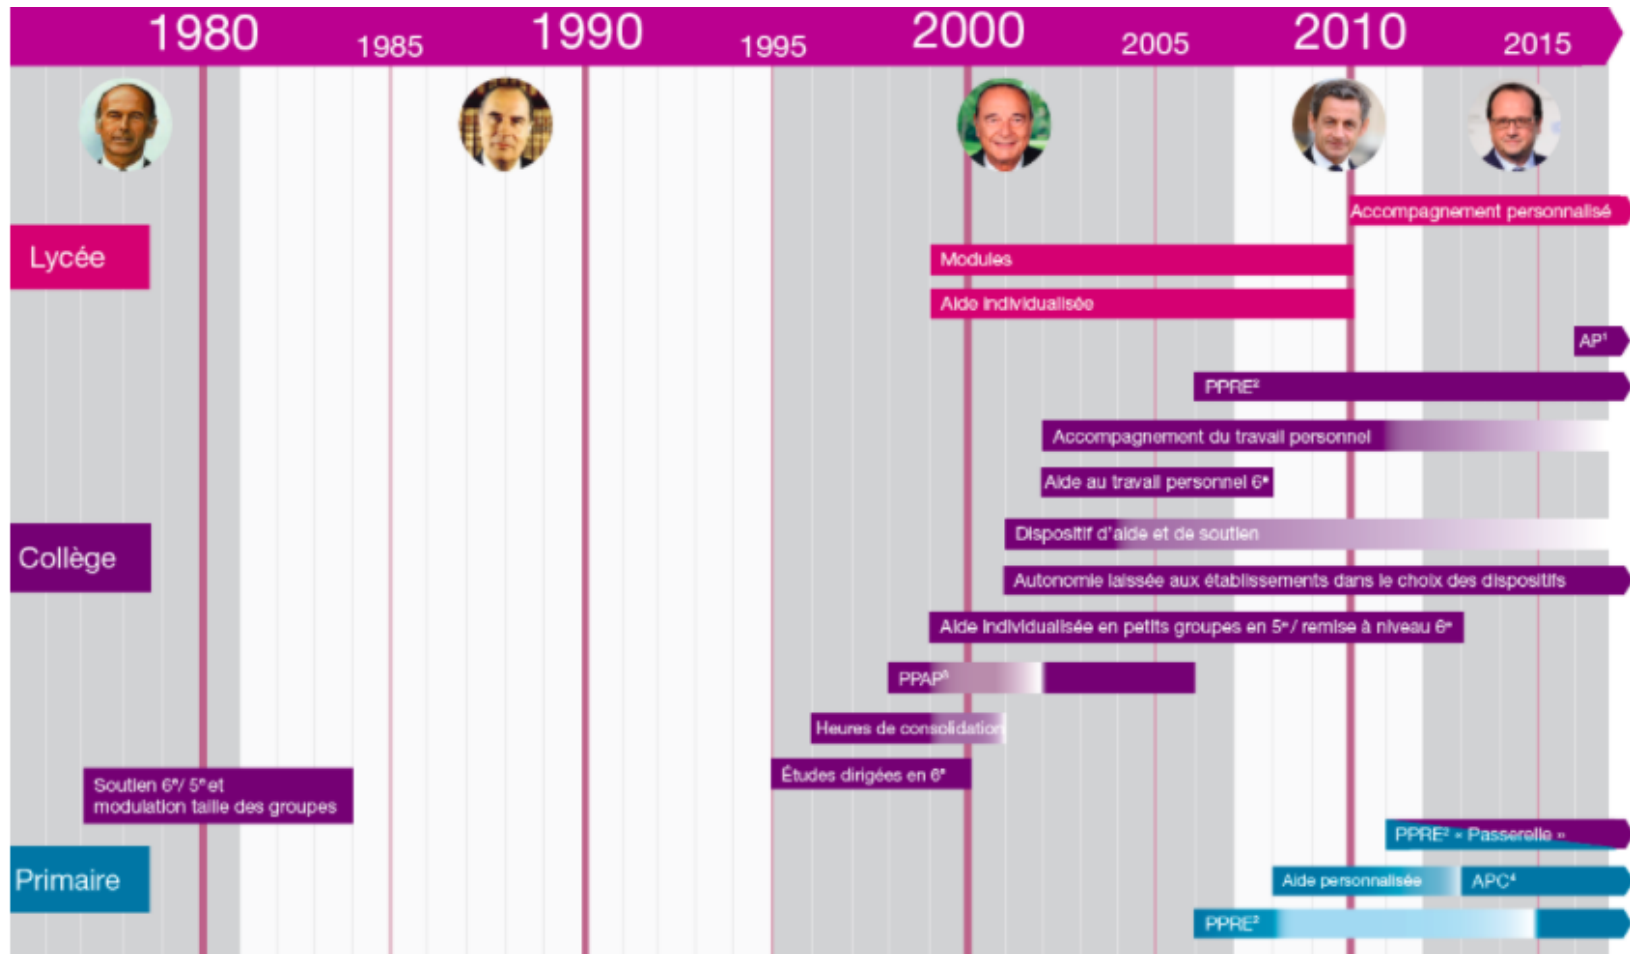 1980 1985 1990 1995 2000 2005 2010 2015
Accompagnement personnalisé
Lycée
Modules
Aide individualisée
AP¹
PPRE²
Accompagnement du travail personnel
Aide au travail personnel 6ᵉ
Dispositif d'aide et de soutien
Collège
Autonomie laissée aux établissements dans le choix des dispositifs
Aide individualisée en petits groupes en 5ᵉ / remise à niveau 6ᵉ
PPAP³
Heures de consolidation
Études dirigées en 6ᵉ
Soutien 6ᵉ/ 5ᵉ et
modulation taille des groupes
PPRE² « Passerelle »
Primaire
Aide personnalisée
APC⁴
PPRE²